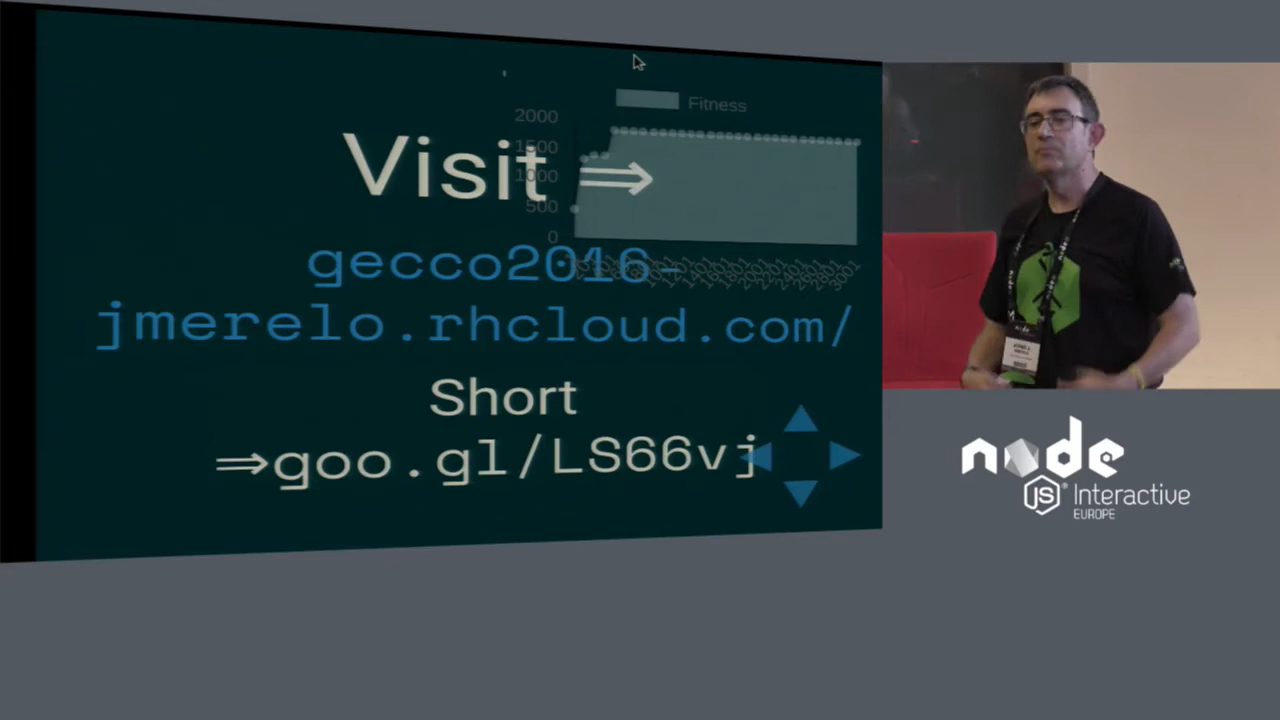 Fitness
2000
1500
1000
500
0
Visit ⇒
gecco2016-
jmerelo.rhcloud.com/
Short
⇒goo.gl/LS66vj
node
JS
Interactive
EUROPE